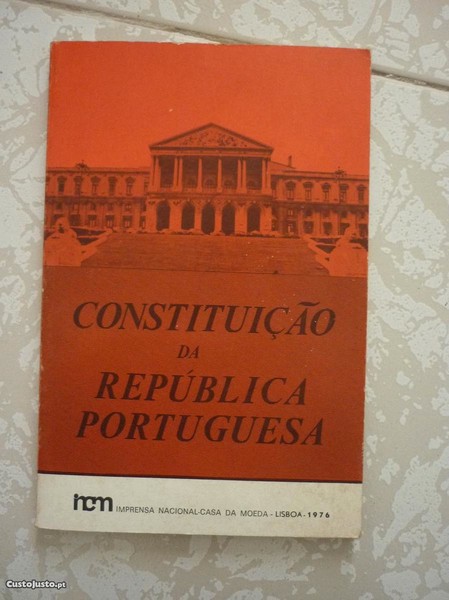 CONSTITUIÇÃO
DA
REPÚBLICA
PORTUGUESA
incm IMPRENSA NACIONAL-CASA DA MOEDA - LISBOA - 1976
CustoJusto.pt